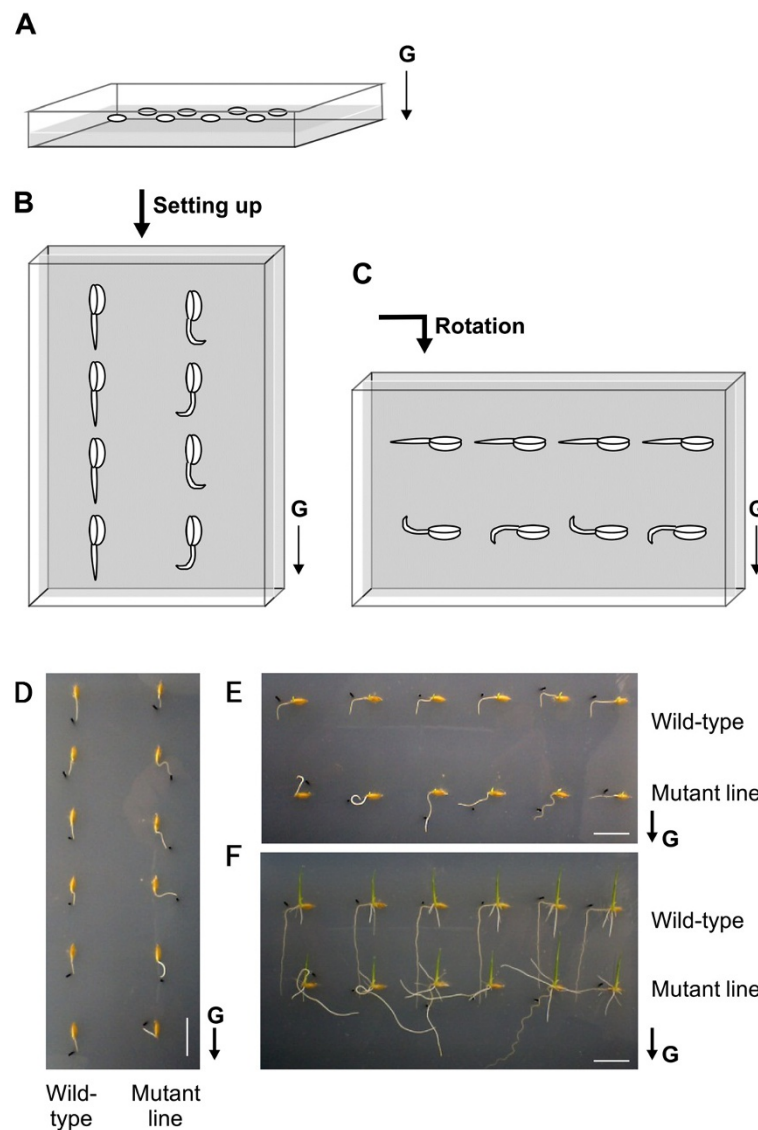 A
G
B
Setting up
C
Rotation
G
G
D
E
Wild-type
Mutant line
G
F
Wild-type
Mutant line
G
G
Wild-
type
Mutant
line